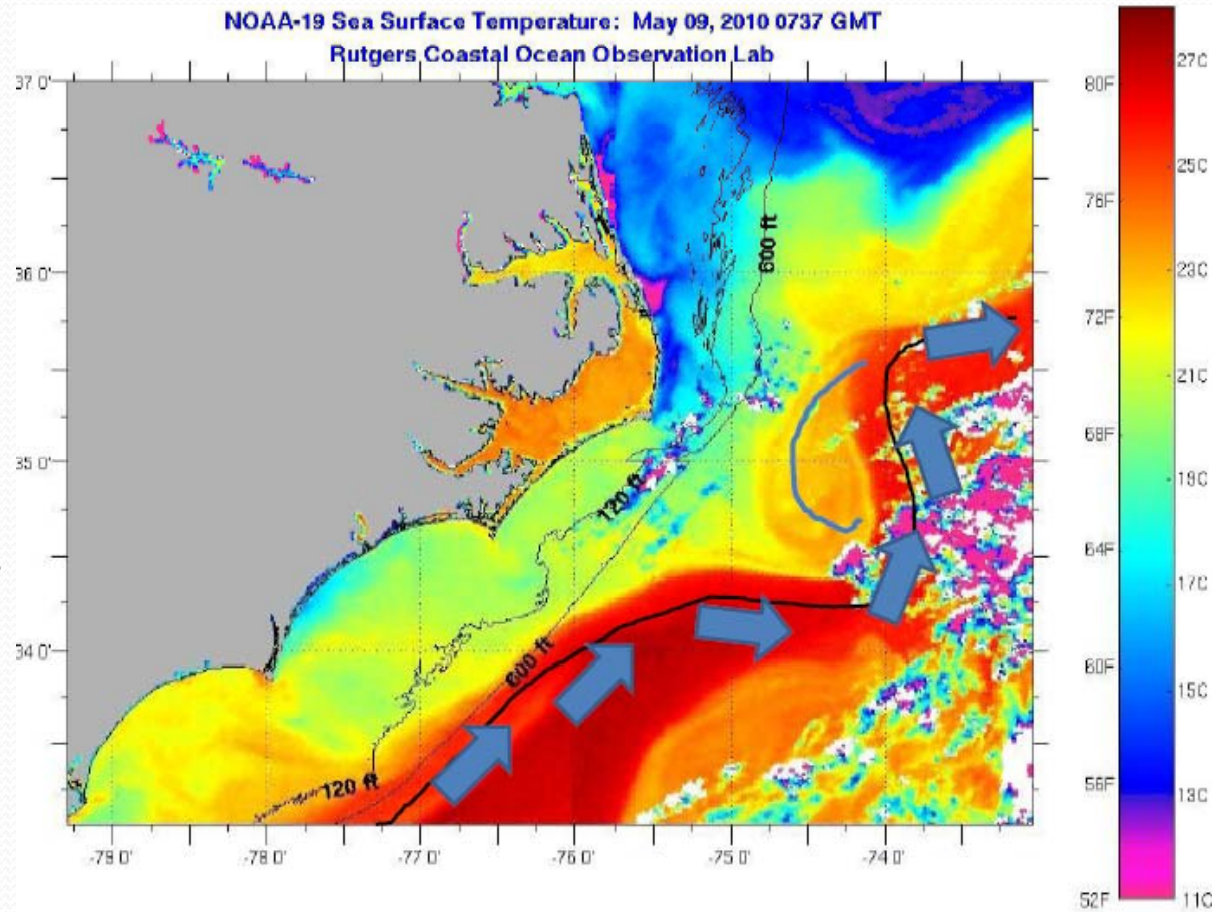 NOAA-19 Sea Surface Temperature: May 09, 2010 0737 GMT
Rutgers Coastal Ocean Observation Lab
37 0'
36 0'
35 0'
34 0'
600 ft
120 ft
600 ft
120 ft
-79 0'
-78 0'
-77 0'
-76 0'
-75 0'
-74 0'
80F
76F
72F
68F
64F
60F
56F
52F
27C
25C
23C
21C
19C
17C
15C
13C
11C